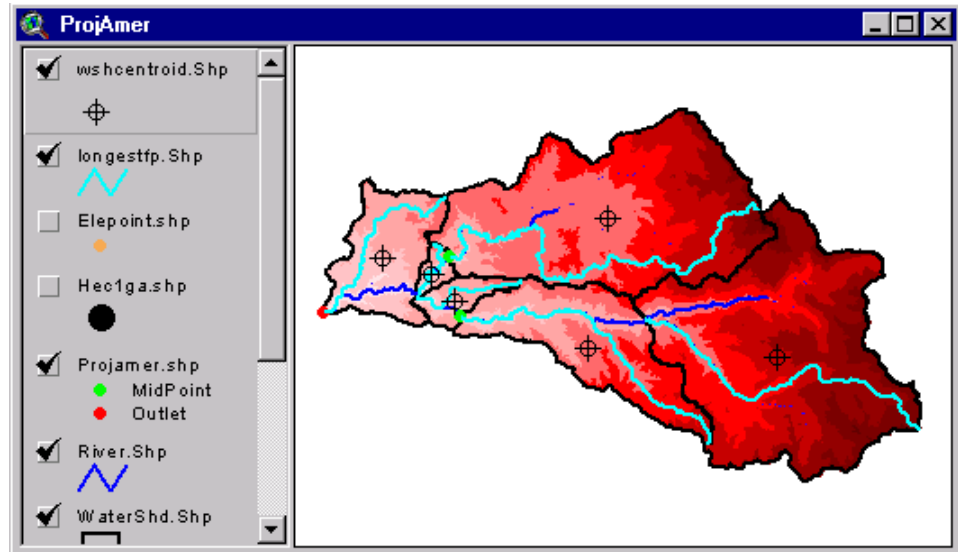 ProjAmer
wshcentroid.Shp
longestfp.Shp
Elepoint.shp
Hec1ga.shp
Projamer.shp
MidPoint
Outlet
River.Shp
WaterShd.Shp